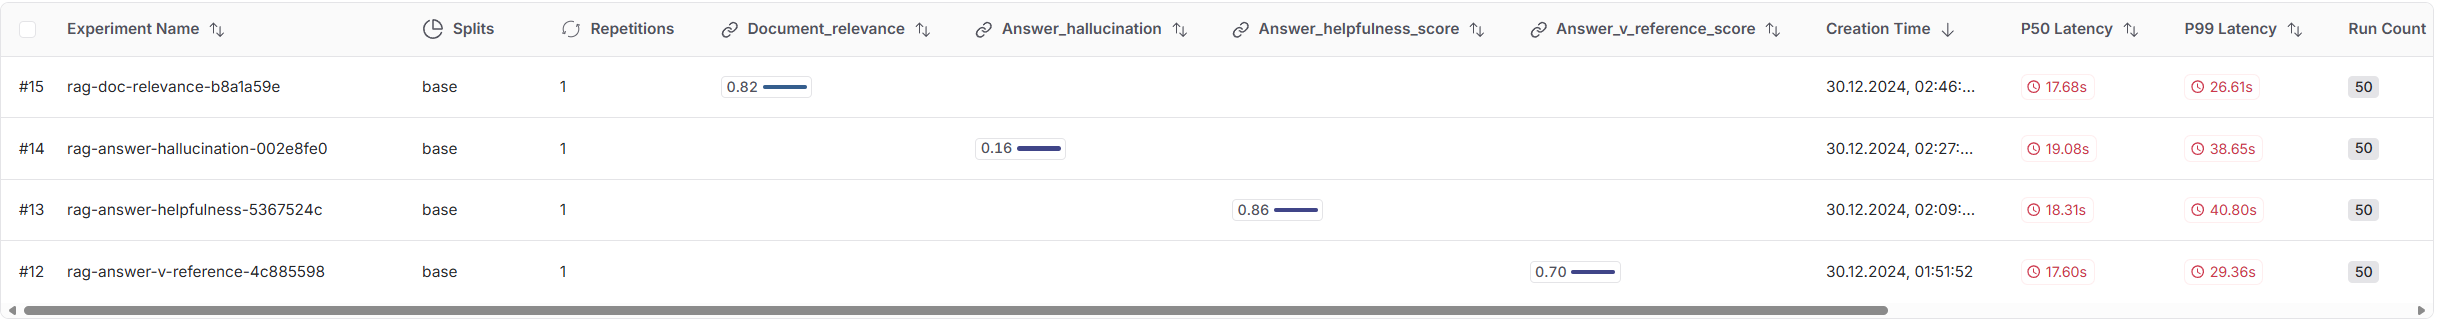 Experiment Name Splits Repetitions Document_relevance Answer_hallucination Answer_helpfulness_score Answer_v_reference_score Creation Time P50 Latency P99 Latency Run Count
#15 rag-doc-relevance-b8a1a59e base 1 0.82 30.12.2024, 02:46:... 17.68s 26.61s 50
#14 rag-answer-hallucination-002e8fe0 base 1 0.16 30.12.2024, 02:27:... 19.08s 38.65s 50
#13 rag-answer-helpfulness-5367524c base 1 0.86 30.12.2024, 02:09:... 18.31s 40.80s 50
#12 rag-answer-v-reference-4c885598 base 1 0.70 30.12.2024, 01:51:52 17.60s 29.36s 50